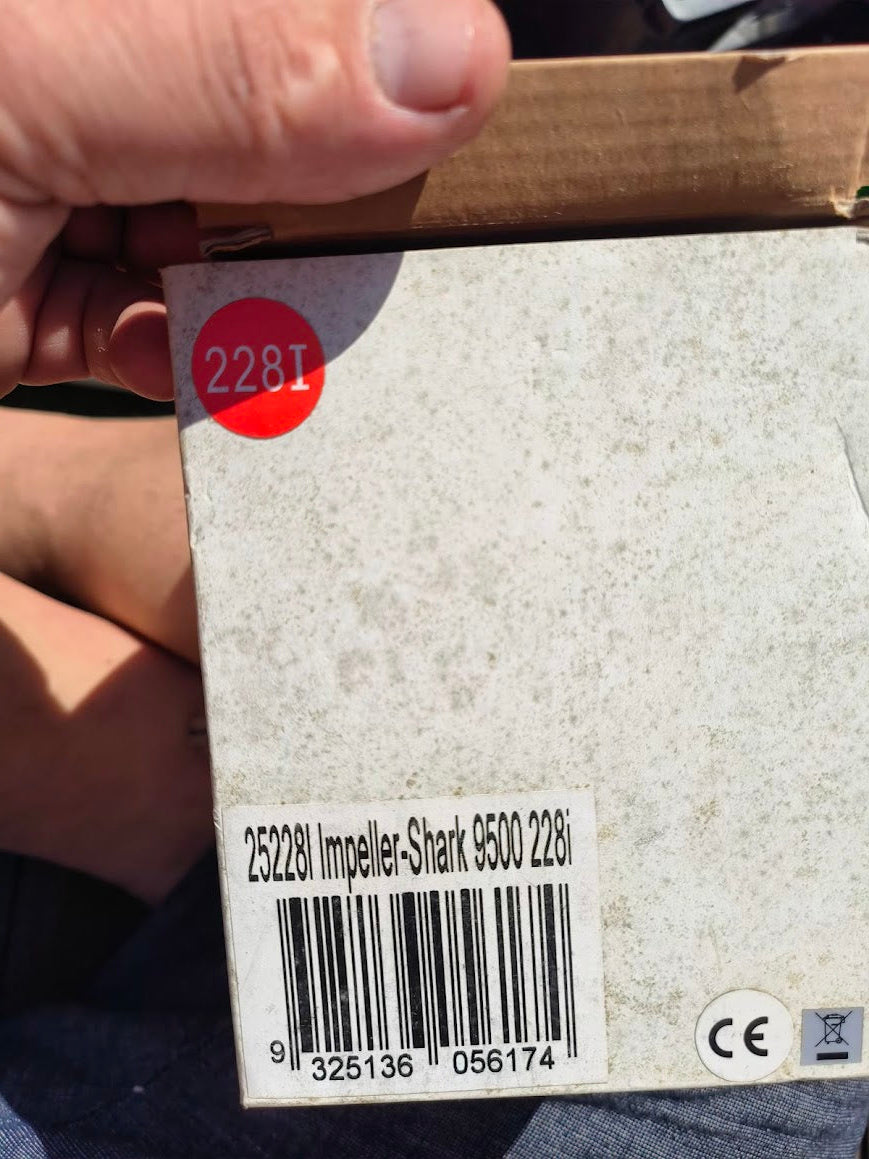 228I
25228I Impeller-Shark 9500 228i
9 325136 056174
CE